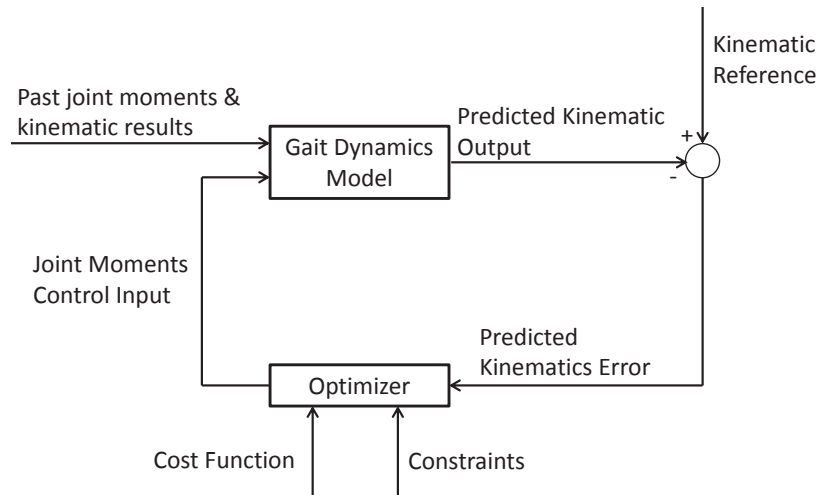 Kinematic
Reference
Past joint moments &
kinematic results
Predicted Kinematic
Output
+
-
Gait Dynamics
Model
Joint Moments
Control Input
Predicted
Kinematics Error
Optimizer
Cost Function
Constraints